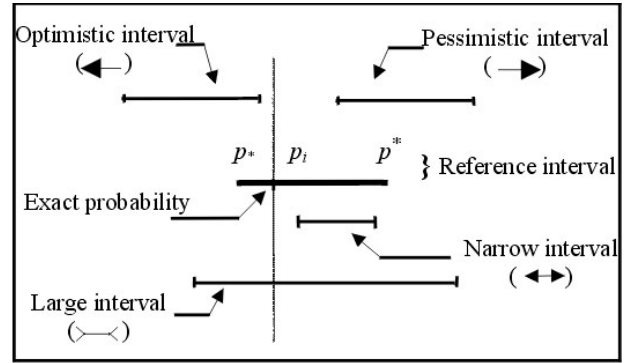 Optimistic interval
Pessimistic interval
( )
( )
p* pi p*
} Reference interval
Exact probability
Narrow interval
( )
Large interval
( )